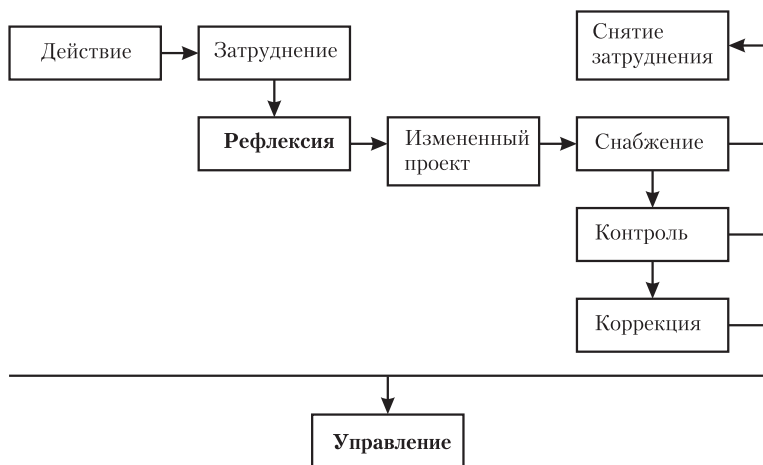 Действие
Затруднение
Снятие
затруднения
Рефлексия
Измененный
проект
Снабжение
Контроль
Коррекция
Управление